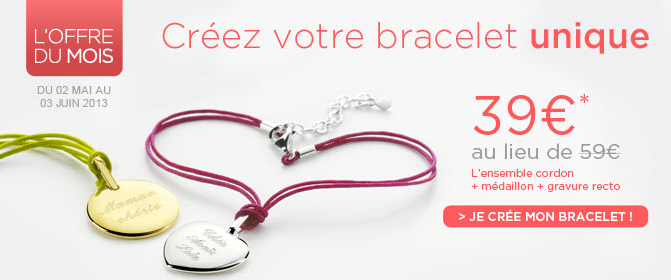 L'OFFRE
DU MOIS
DU 02 MAI AU
03 JUIN 2013
Créez votre bracelet unique
39€*
au lieu de 59€
L'ensemble cordon
+ médaillon + gravure recto
> JE CRÉE MON BRACELET !
Maman
chérie